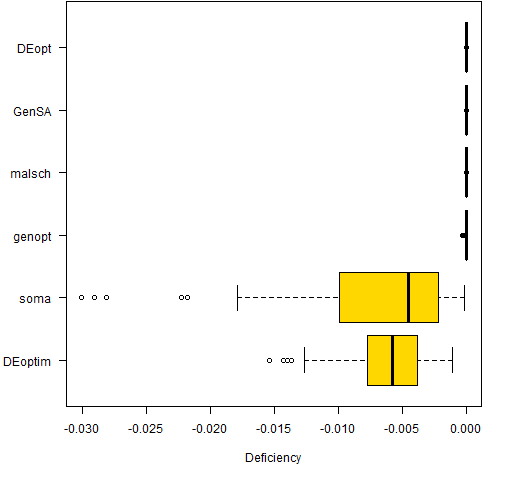 DEopt
GenSA
malsch
genopt
soma
DEoptim
-0.030 -0.025 -0.020 -0.015 -0.010 -0.005 0.000
Deficiency